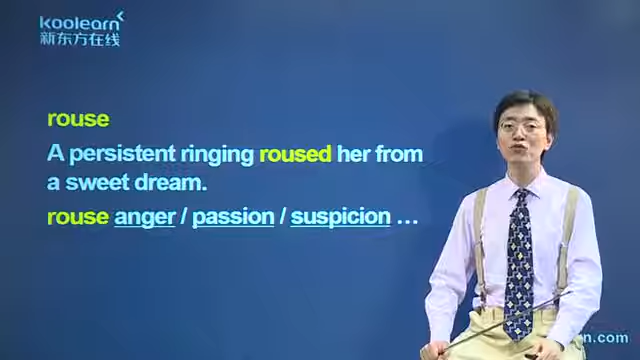 koolearn
新东方在线
rouse
A persistent ringing roused her from
a sweet dream.
rouse anger / passion / suspicion ...
n.com